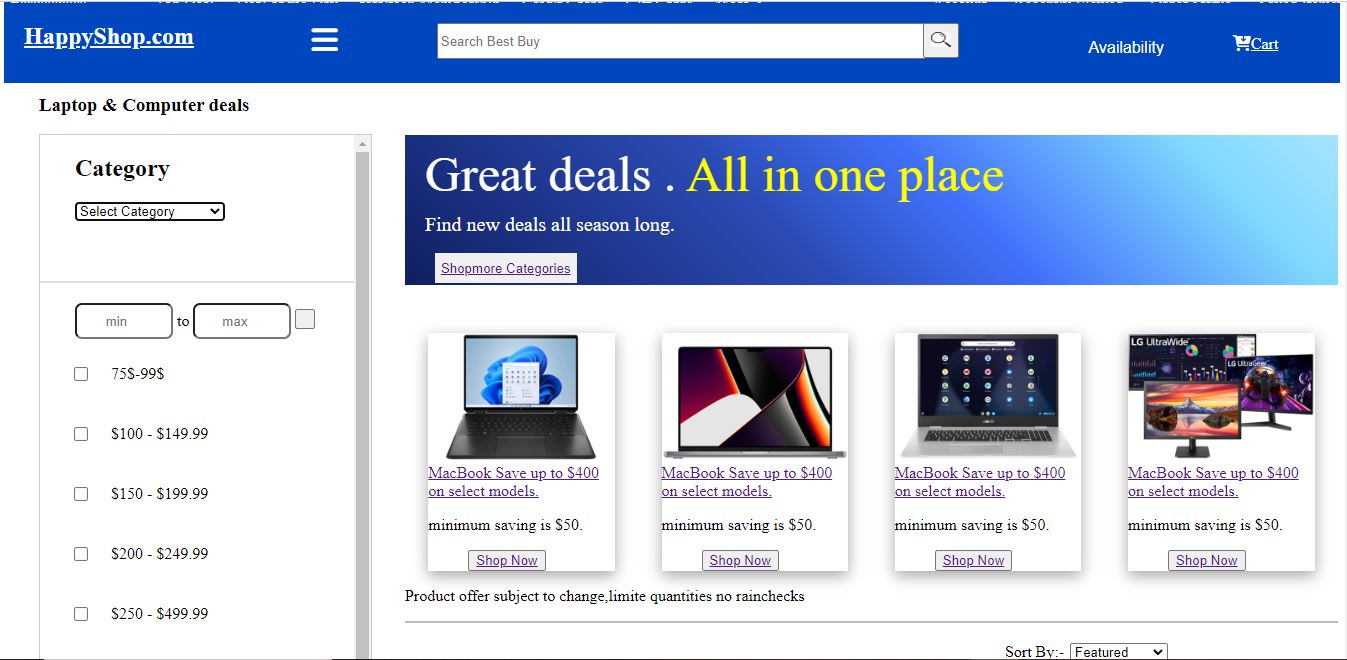 HappyShop.com
Search Best Buy
Availability
Cart
Laptop & Computer deals
Category
Select Category
min to max
75$-99$
$100 - $149.99
$150 - $199.99
$200 - $249.99
$250 - $499.99
Great deals . All in one place
Find new deals all season long.
Shopmore Categories
MacBook Save up to $400
on select models.
minimum saving is $50.
Shop Now
MacBook Save up to $400
on select models.
minimum saving is $50.
Shop Now
ASUS
MacBook Save up to $400
on select models.
minimum saving is $50.
Shop Now
LG UltraWide
LG UltraGear
MacBook Save up to $400
on select models.
minimum saving is $50.
Shop Now
Product offer subject to change,limite quantities no rainchecks
Sort By:- Featured